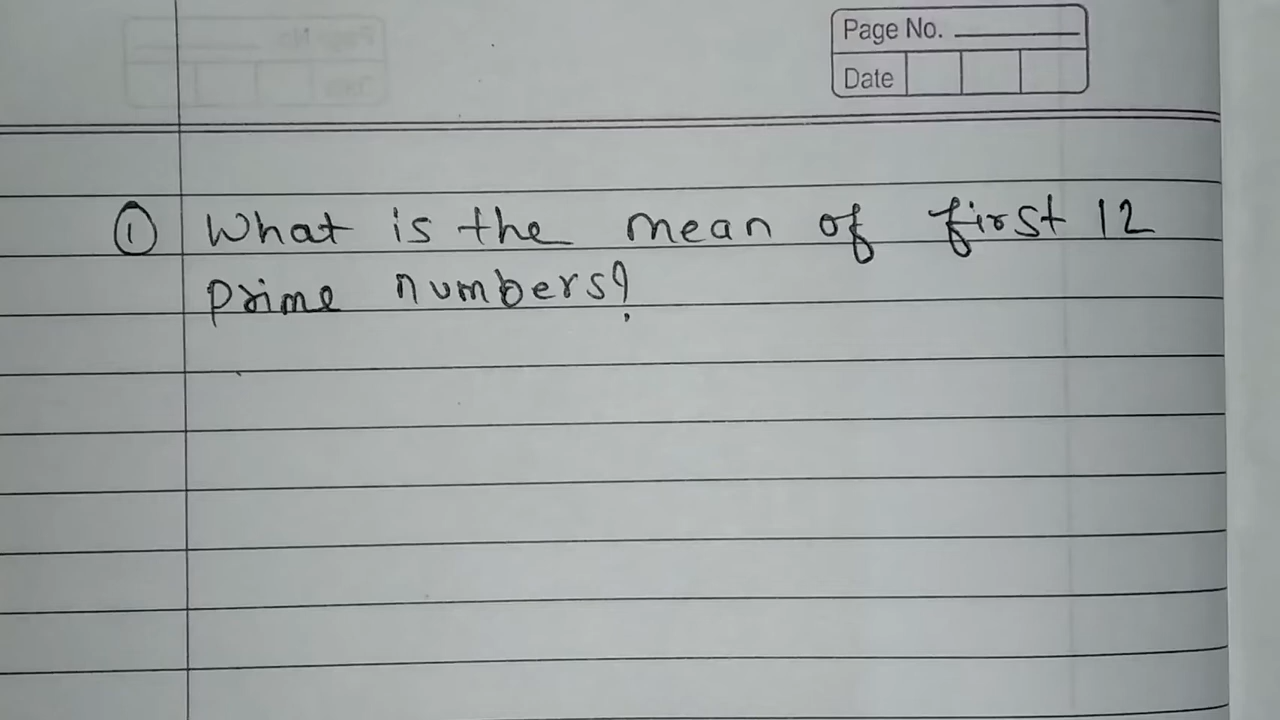 Page No.
Date
① What is the mean of first 12
prime numbers?